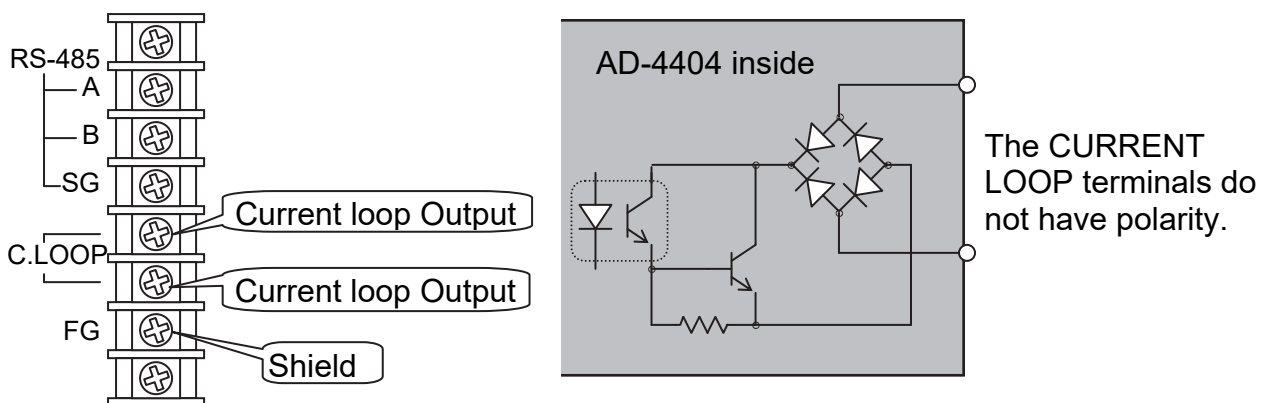 RS-485
A
B
SG
C.LOOP
FG
Current loop Output
Current loop Output
Shield
AD-4404 inside
The CURRENT
LOOP terminals do
not have polarity.